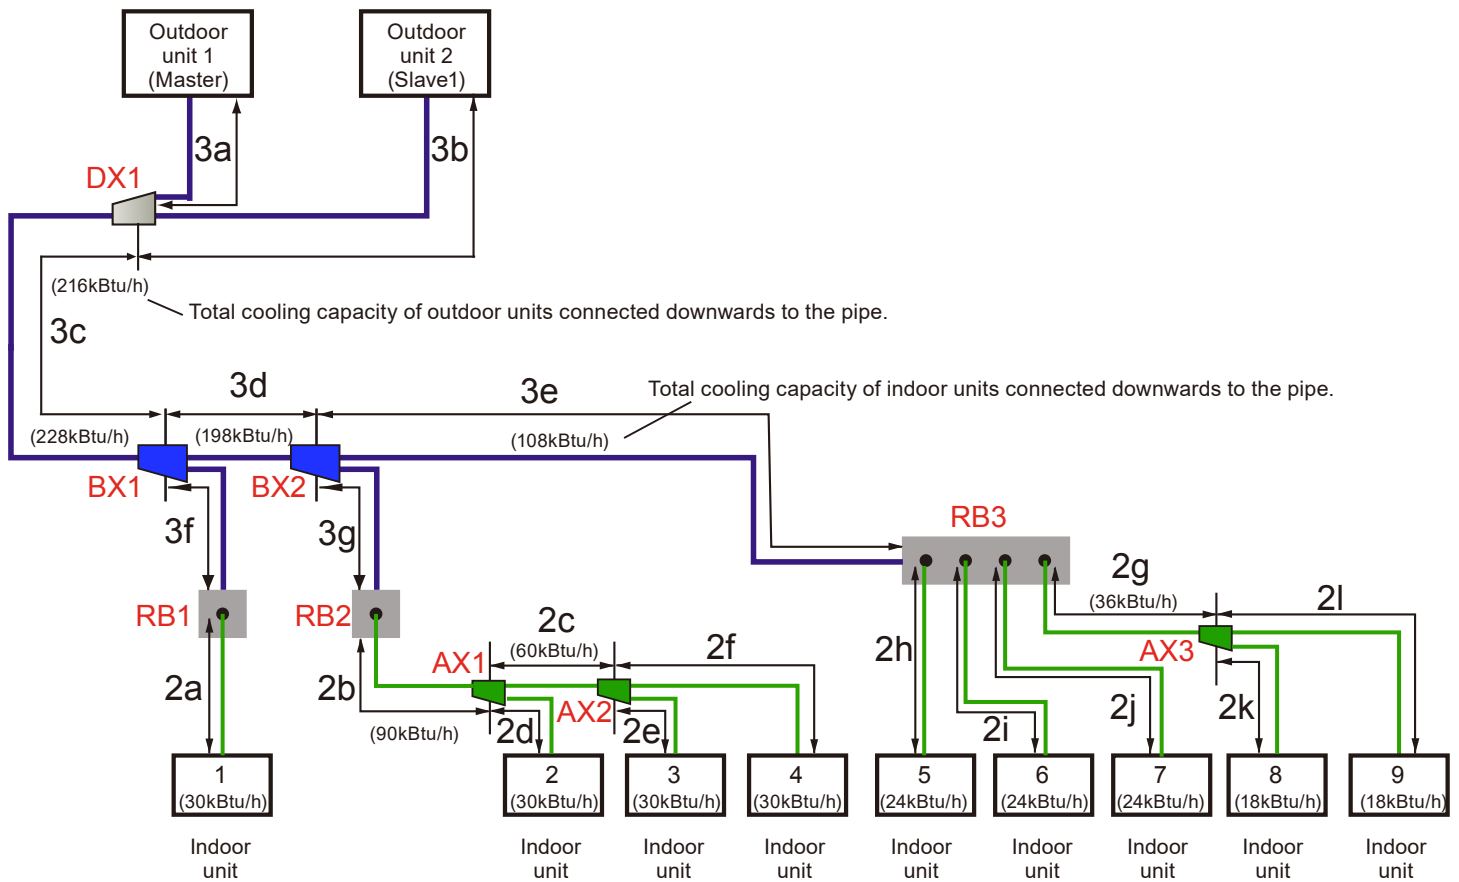 Outdoor
unit 1
(Master)
Outdoor
unit 2
(Slave1)
3a
3b
DX1
(216kBtu/h)
Total cooling capacity of outdoor units connected downwards to the pipe.
3c
3d
3e
Total cooling capacity of indoor units connected downwards to the pipe.
(228kBtu/h)
(198kBtu/h)
(108kBtu/h)
BX1
BX2
3f
3g
RB3
RB1
RB2
2g
(36kBtu/h)
2l
2c
(60kBtu/h)
2f
2h
AX3
AX1
2a
2b
AX2
2d
2e
2i
2j
2k
(90kBtu/h)
1
(30kBtu/h)
2
(30kBtu/h)
3
(30kBtu/h)
4
(30kBtu/h)
5
(24kBtu/h)
6
(24kBtu/h)
7
(24kBtu/h)
8
(18kBtu/h)
9
(18kBtu/h)
Indoor
unit
Indoor
unit
Indoor
unit
Indoor
unit
Indoor
unit
Indoor
unit
Indoor
unit
Indoor
unit
Indoor
unit